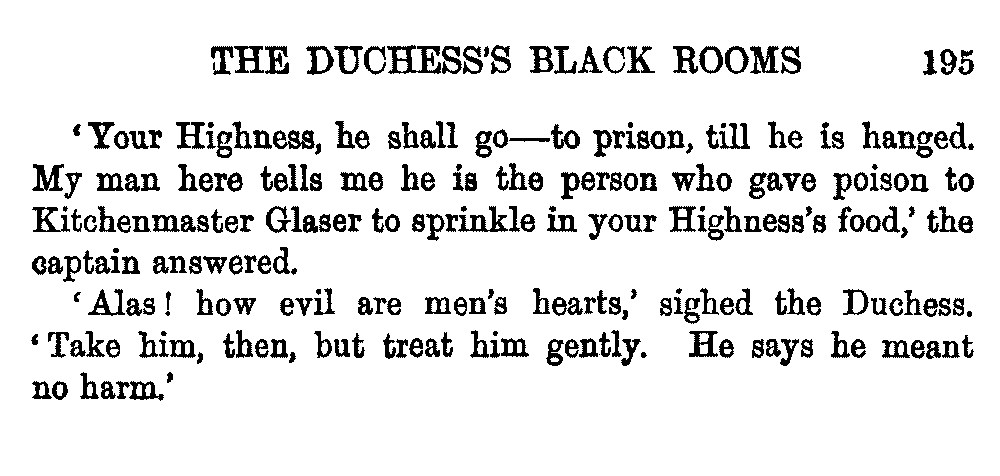 THE DUCHESS'S BLACK ROOMS 195
'Your Highness, he shall go—to prison, till he is hanged.
My man here tells me he is the person who gave poison to
Kitchenmaster Glaser to sprinkle in your Highness's food,' the
captain answered.
'Alas! how evil are men's hearts,' sighed the Duchess.
'Take him, then, but treat him gently. He says he meant
no harm.'